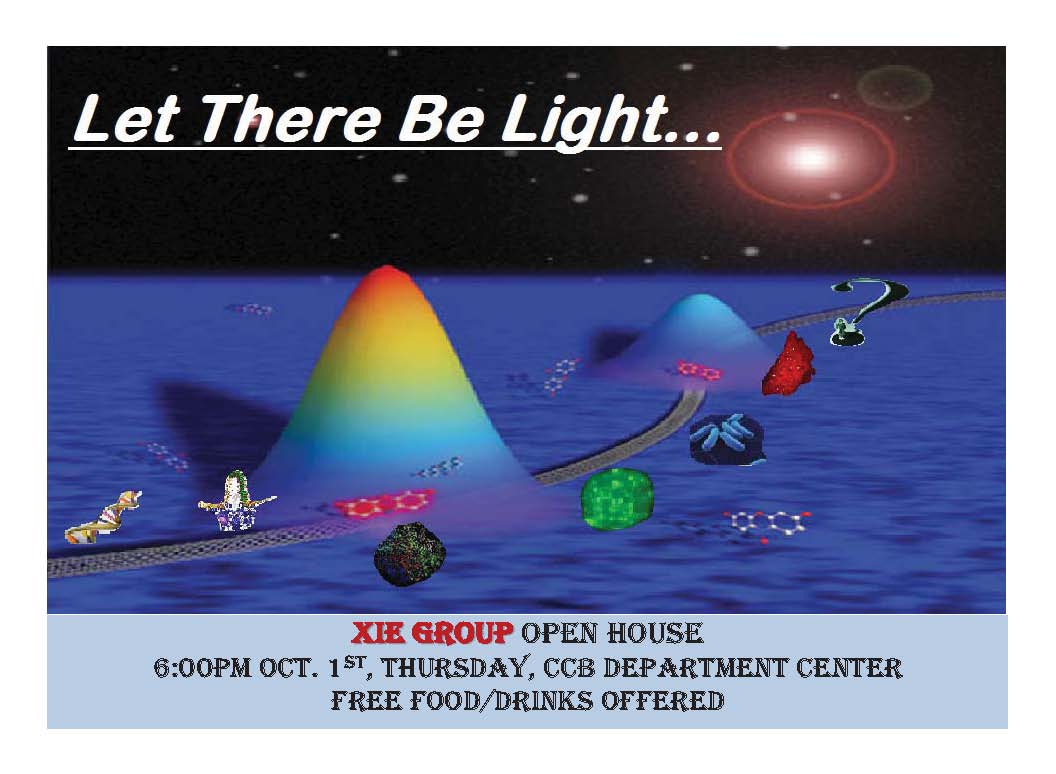 Let There Be Light...
XIE GROUP OPEN HOUSE
6:00PM OCT. 1ST, THURSDAY, CCB DEPARTMENT CENTER
FREE FOOD/DRINKS OFFERED